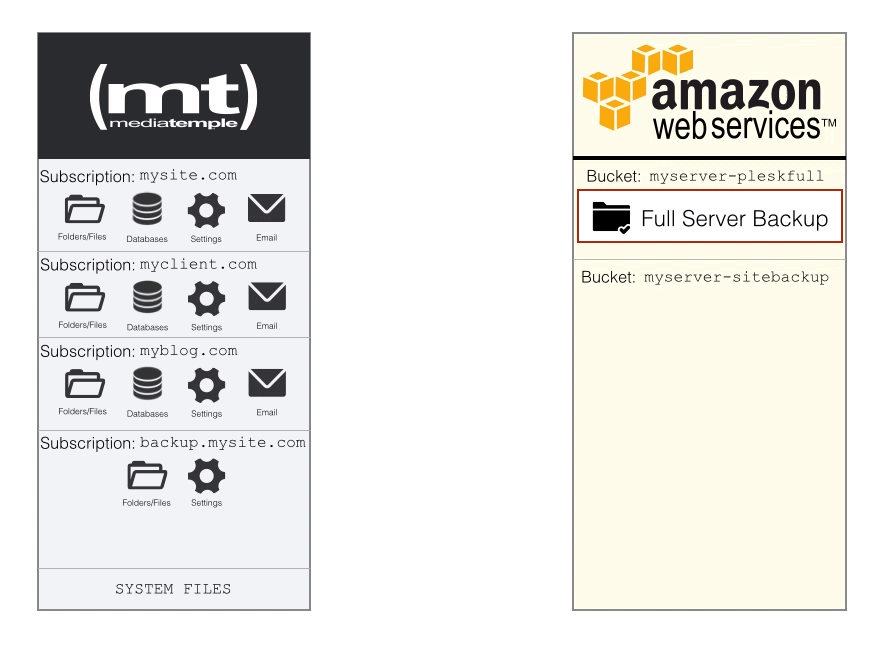 (mt)
mediatemple
Subscription: mysite.com
Folders/Files Databases Settings Email
Subscription: myclient.com
Folders/Files Databases Settings Email
Subscription: myblog.com
Folders/Files Databases Settings Email
Subscription: backup.mysite.com
Folders/Files Settings
SYSTEM FILES
amazon
webservices™
Bucket: myserver-pleskfull
Full Server Backup
Bucket: myserver-sitebackup